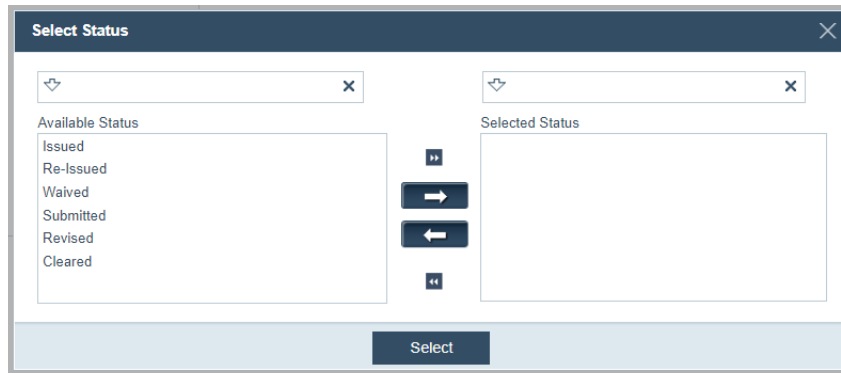 Select Status
Available Status
Selected Status
Issued
Re-Issued
Waived
Submitted
Revised
Cleared
Select